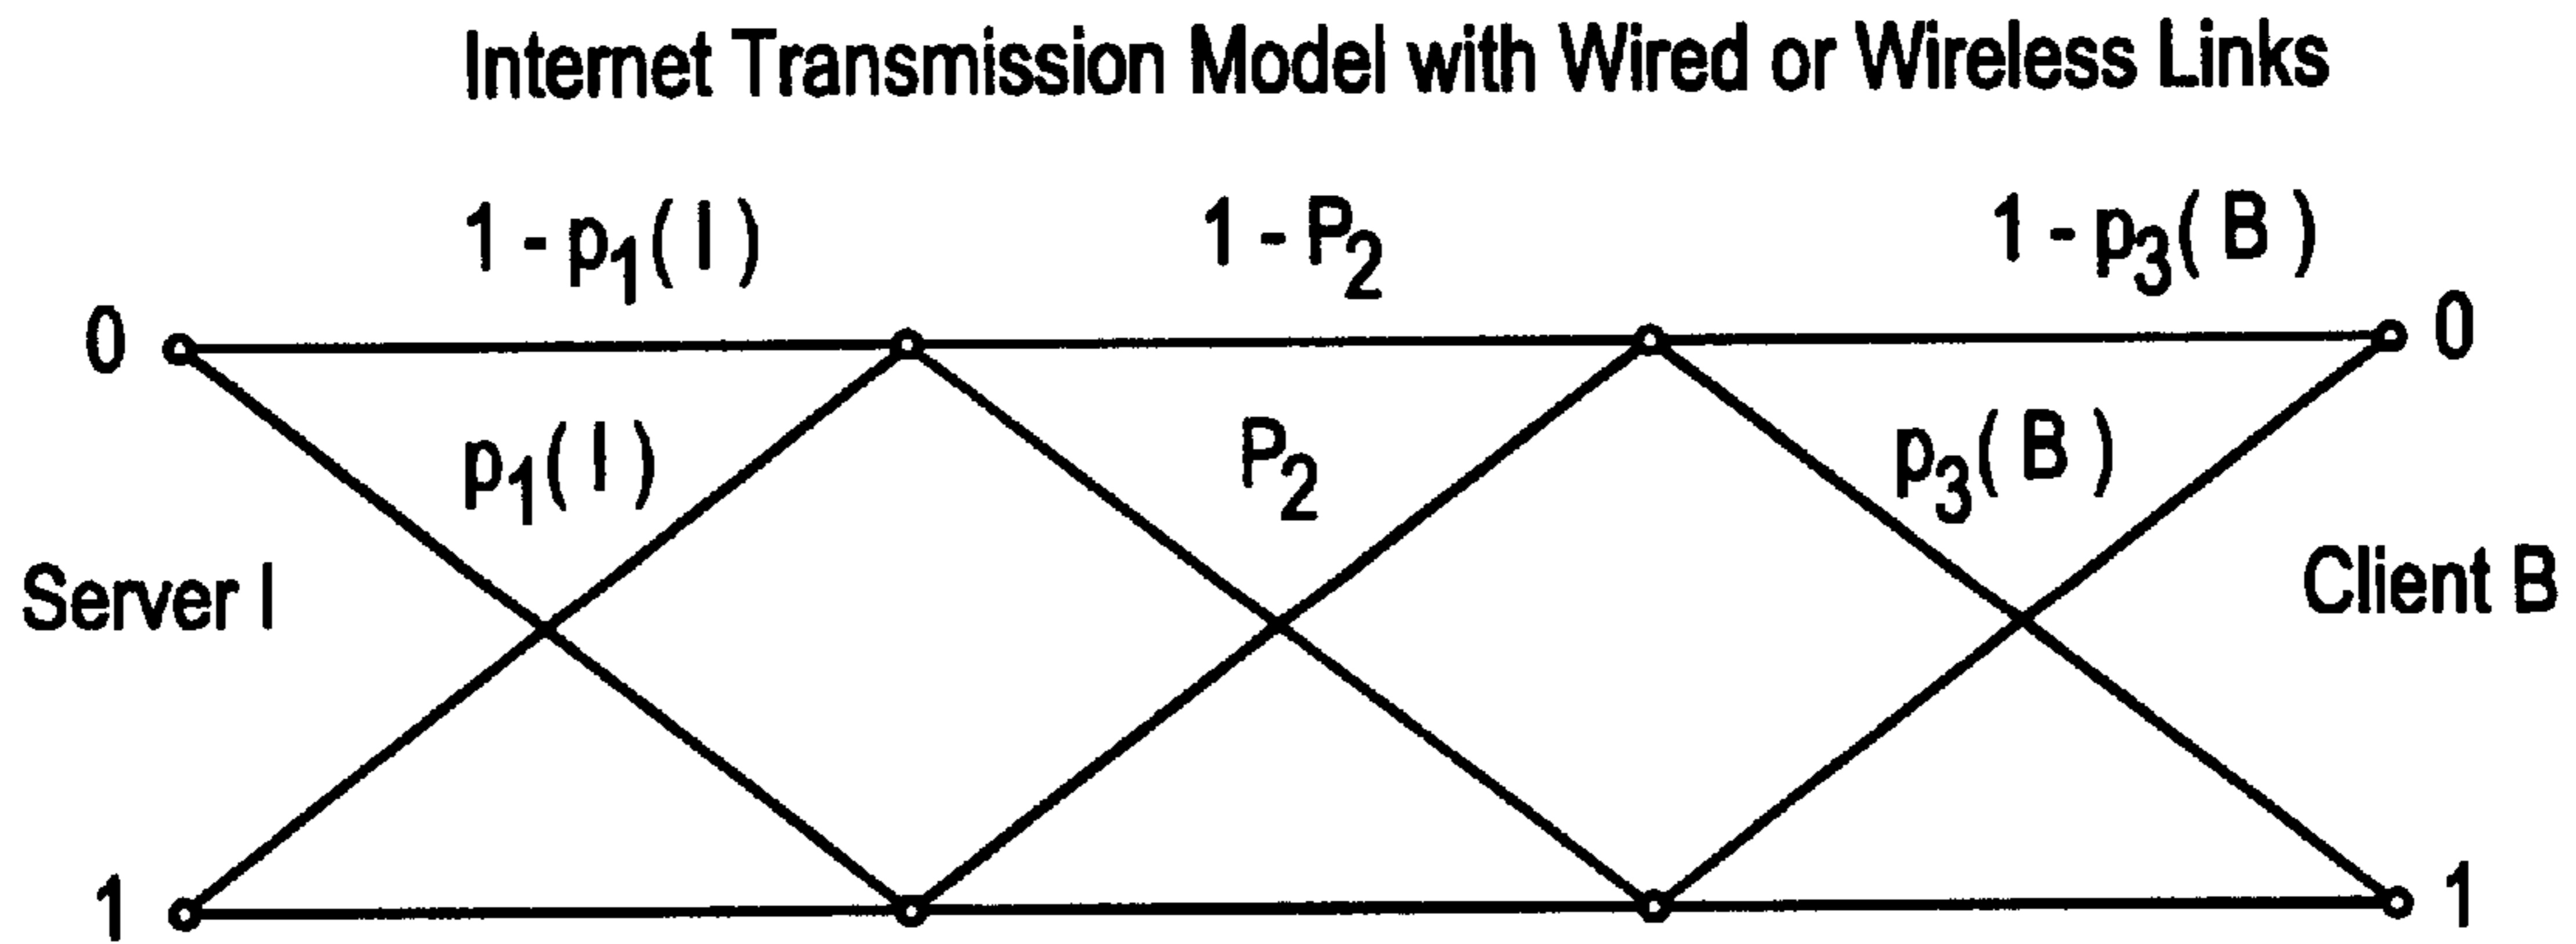 Internet Transmission Model with Wired or Wireless Links
1 - p₁( I ) 1 - P₂ 1 - p₃( B )
0 0
p₁( I ) P₂ p₃( B )
Server I Client B
1 1